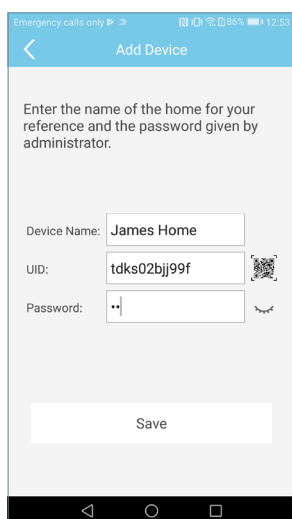 Emergency calls only 86% 12:53
Add Device
Enter the name of the home for your
reference and the password given by
administrator.
Device Name: James Home
UID: tdks02bjj99f
Password: ••
Save